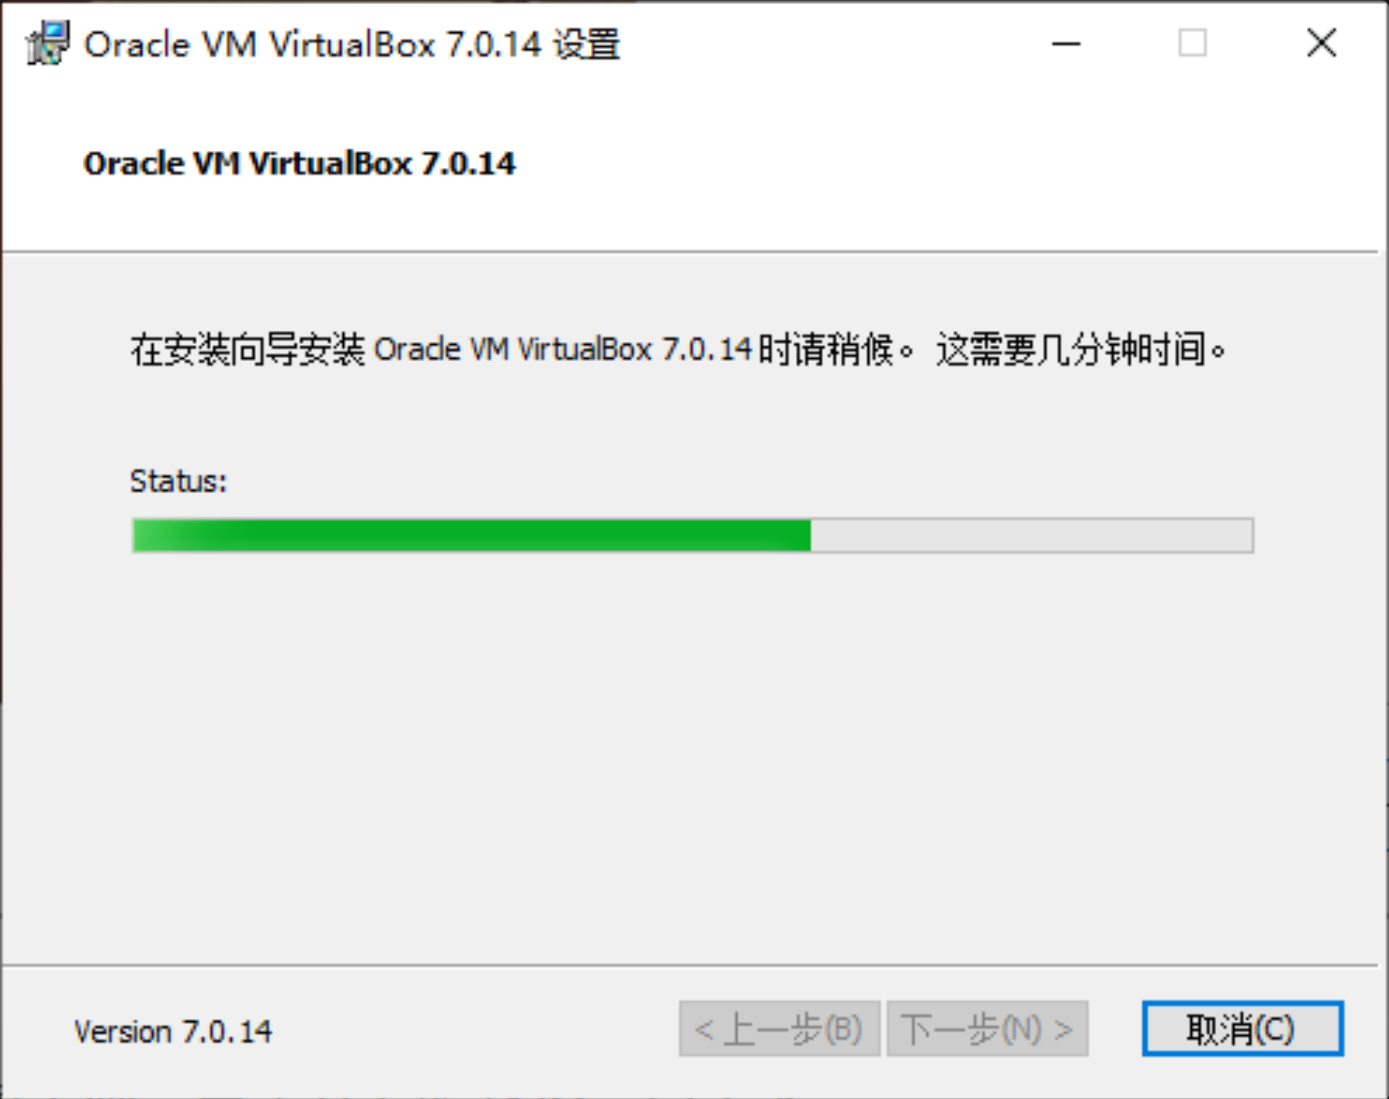 Oracle VM VirtualBox 7.0.14 设置
Oracle VM VirtualBox 7.0.14
在安装向导安装 Oracle VM VirtualBox 7.0.14 时请稍候。 这需要几分钟时间。
Status:
Version 7.0.14
< 上一步(B)
下一步(N) >
取消(C)